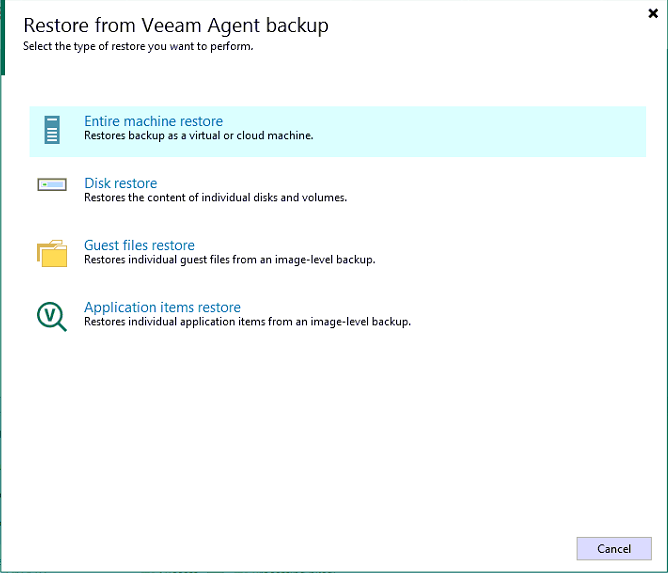 Restore from Veeam Agent backup
Select the type of restore you want to perform.
Entire machine restore
Restores backup as a virtual or cloud machine.
Disk restore
Restores the content of individual disks and volumes.
Guest files restore
Restores individual guest files from an image-level backup.
V
Application items restore
Restores individual application items from an image-level backup.
Cancel